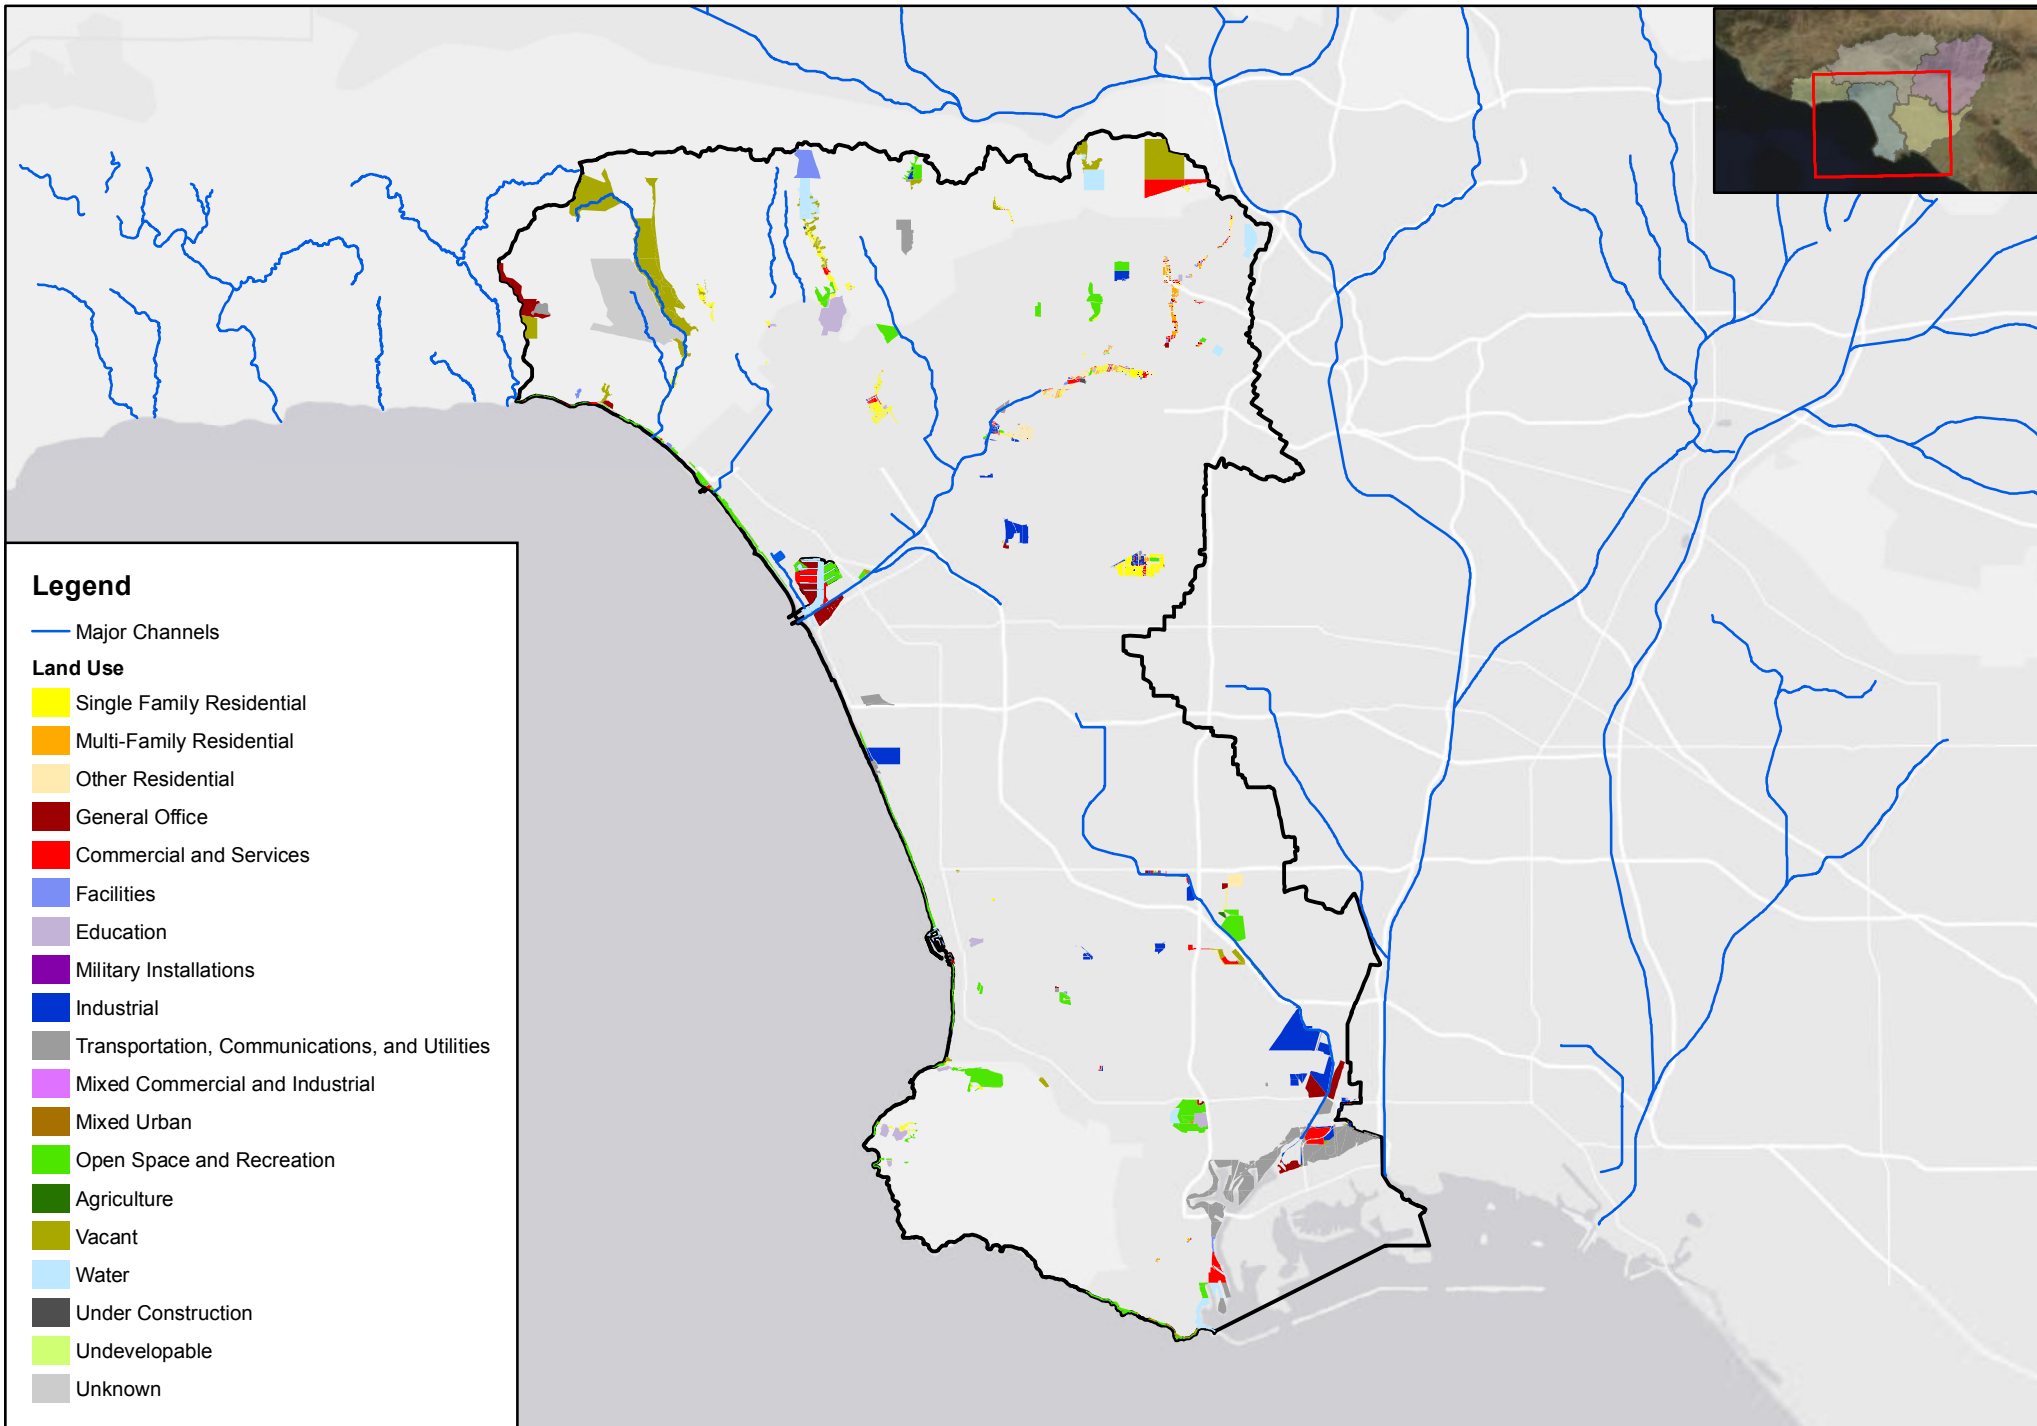 Legend
Major Channels
Land Use
Single Family Residential
Multi-Family Residential
Other Residential
General Office
Commercial and Services
Facilities
Education
Military Installations
Industrial
Transportation, Communications, and Utilities
Mixed Commercial and Industrial
Mixed Urban
Open Space and Recreation
Agriculture
Vacant
Water
Under Construction
Undevelopable
Unknown